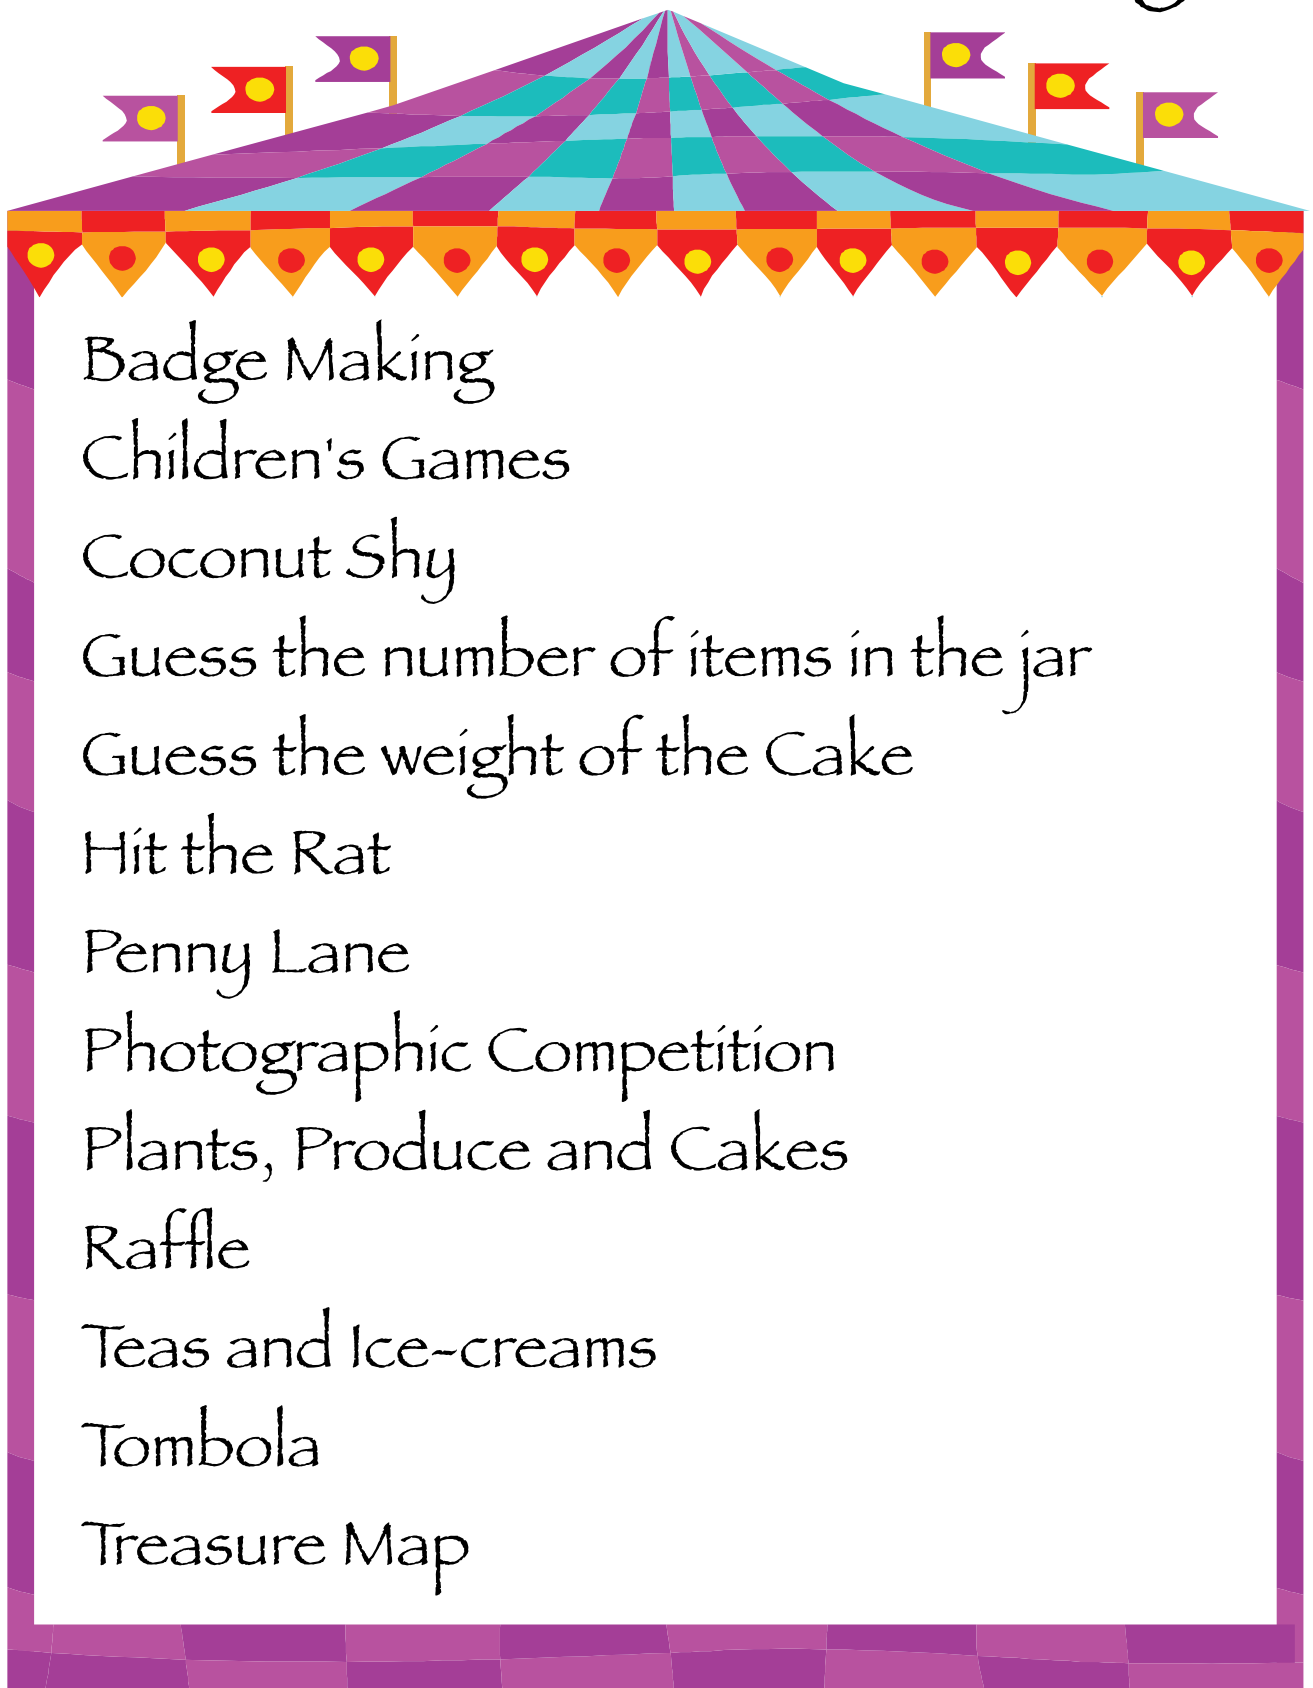 Badge Making
Children's Games
Coconut Shy
Guess the number of items in the jar
Guess the weight of the Cake
Hit the Rat
Penny Lane
Photographic Competition
Plants, Produce and Cakes
Raffle
Teas and Ice-creams
Tombola
Treasure Map